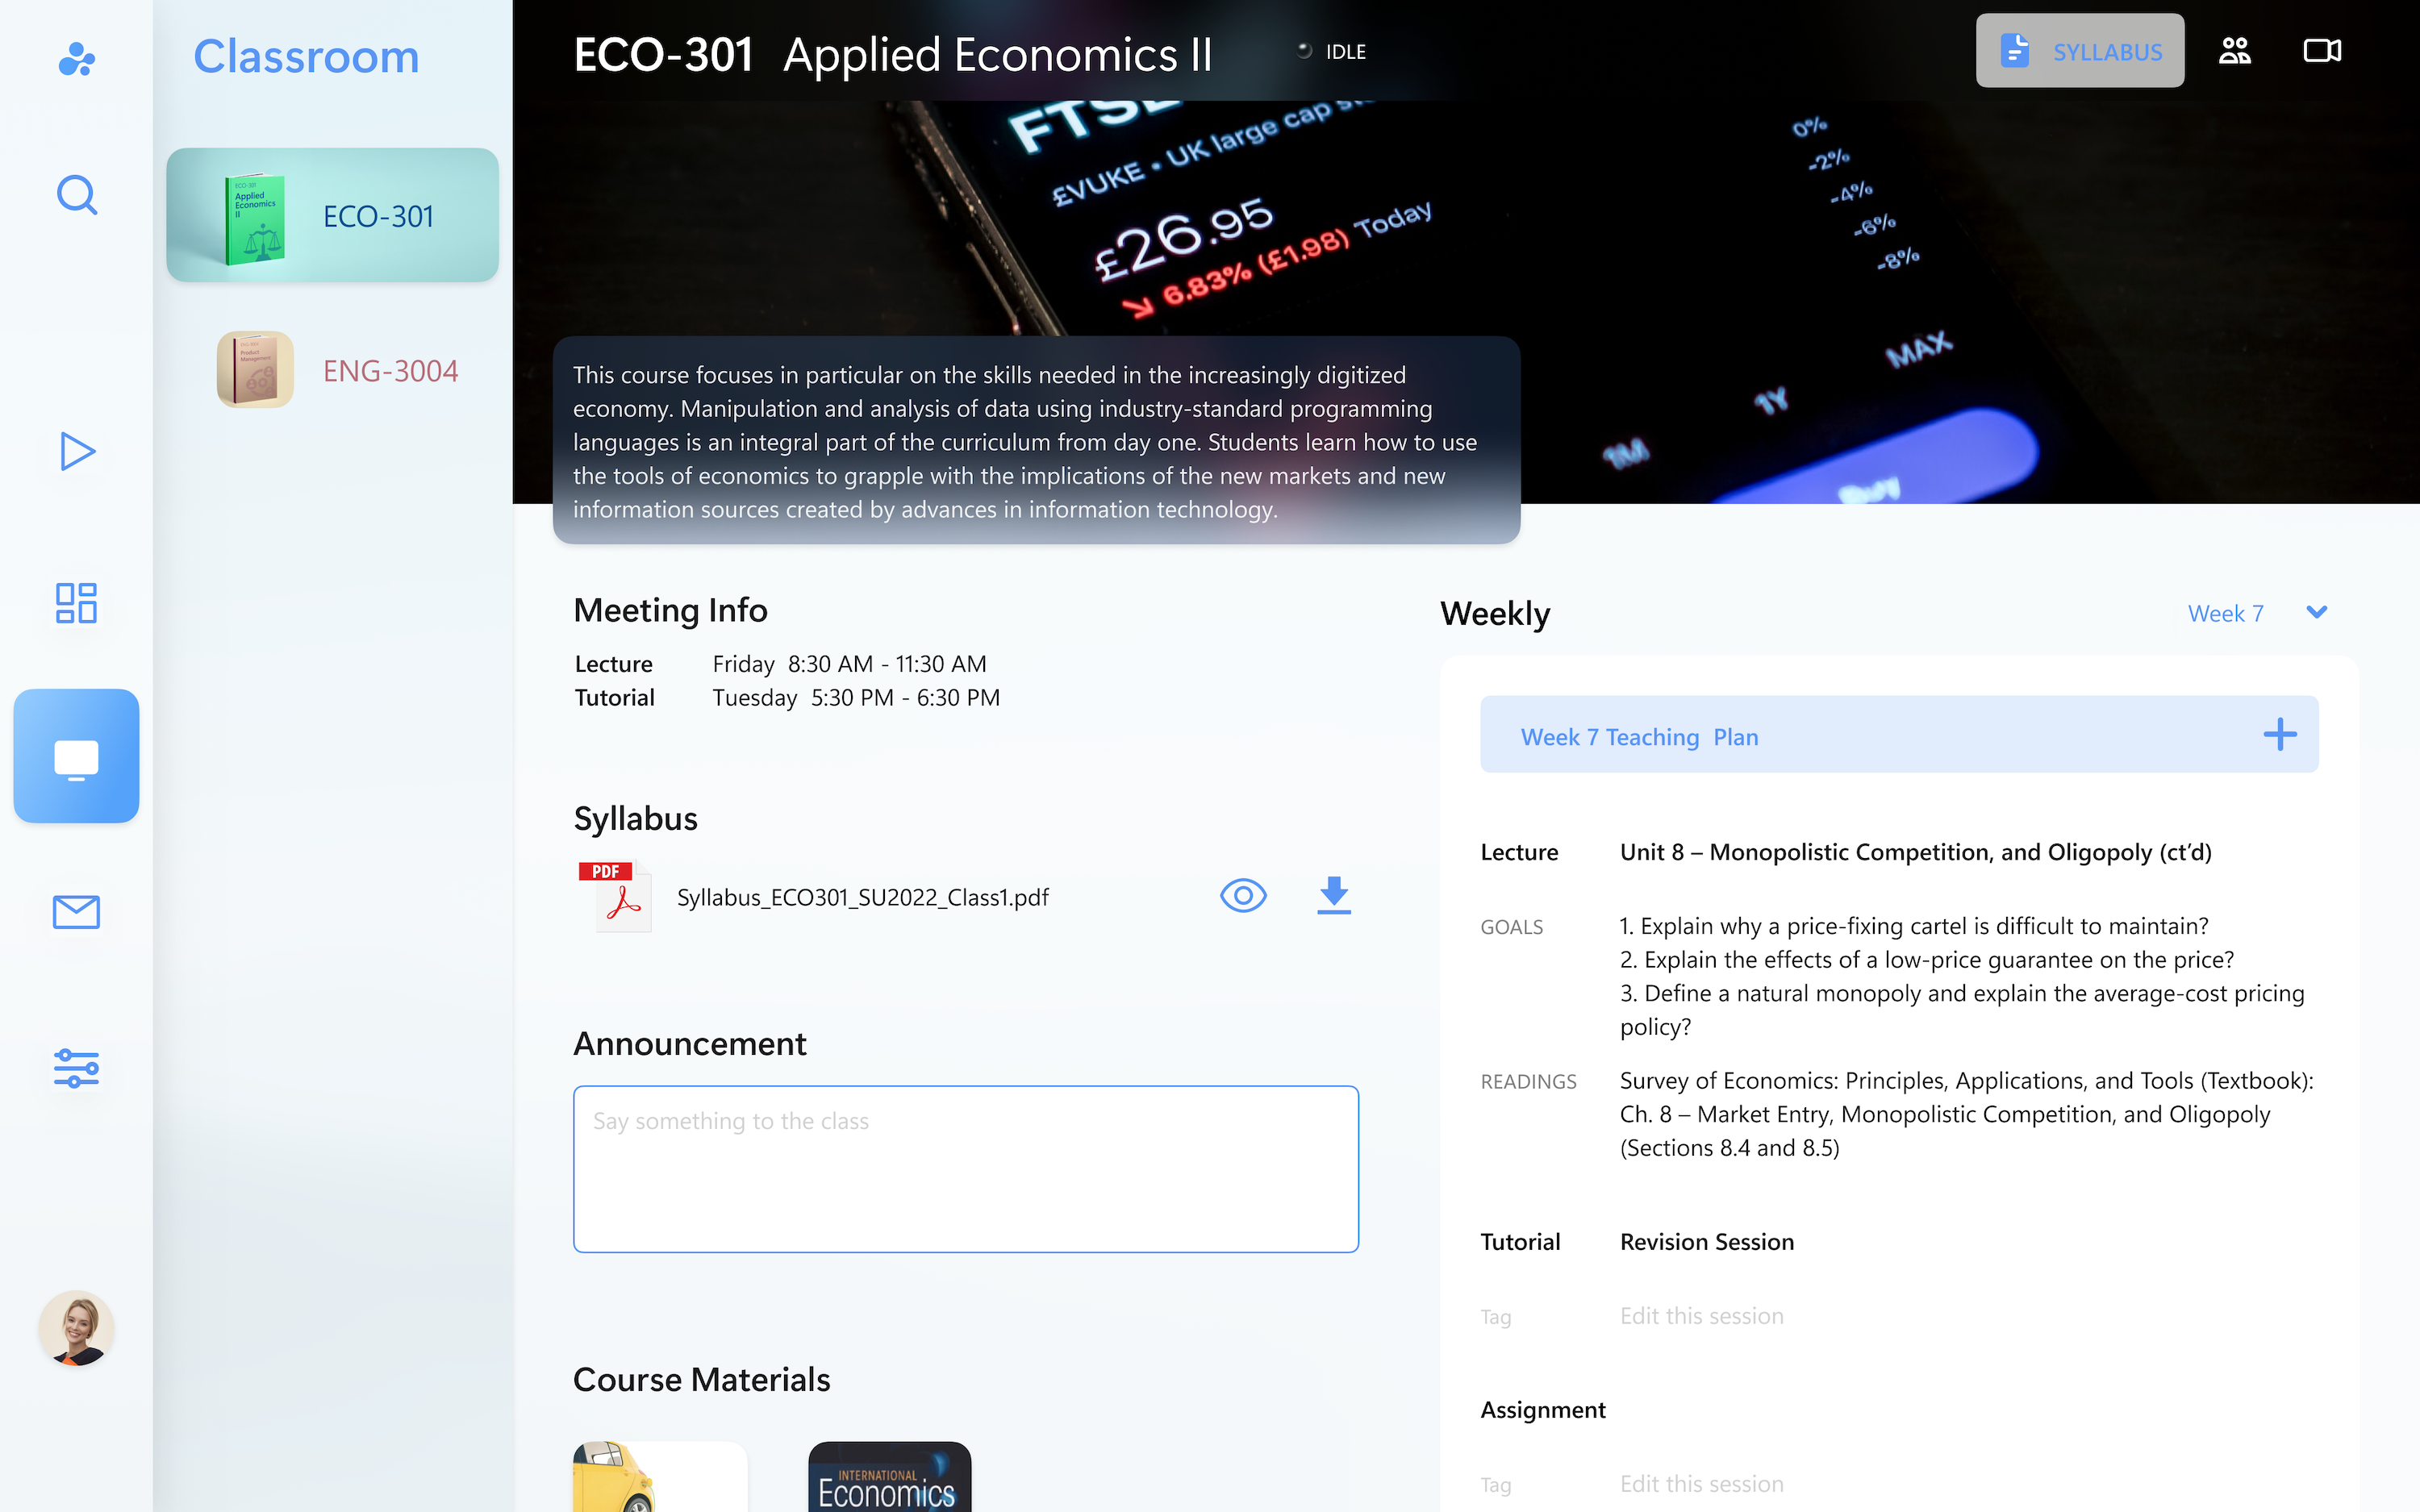 Classroom
ECO-301 Applied Economics II
IDLE
SYLLABUS
ECO-301
Applied
Economics
II
ECO-301
Product
Management
ENG-3004
£VUKE • UK large cap
£26.95
6.83% (£1.98) Today
0%
-2%
-4%
-6%
-8%
1M
1Y
MAX
Buy
This course focuses in particular on the skills needed in the increasingly digitized
economy. Manipulation and analysis of data using industry-standard programming
languages is an integral part of the curriculum from day one. Students learn how to use
the tools of economics to grapple with the implications of the new markets and new
information sources created by advances in information technology.
Meeting Info
Lecture Friday 8:30 AM - 11:30 AM
Tutorial Tuesday 5:30 PM - 6:30 PM
Syllabus
PDF
Syllabus_ECO301_SU2022_Class1.pdf
Announcement
Say something to the class
Course Materials
INTERNATIONAL
Economics
Weekly
Week 7
Week 7 Teaching Plan
Lecture Unit 8 – Monopolistic Competition, and Oligopoly (ct’d)
GOALS 1. Explain why a price-fixing cartel is difficult to maintain?
2. Explain the effects of a low-price guarantee on the price?
3. Define a natural monopoly and explain the average-cost pricing
policy?
READINGS Survey of Economics: Principles, Applications, and Tools (Textbook):
Ch. 8 – Market Entry, Monopolistic Competition, and Oligopoly
(Sections 8.4 and 8.5)
Tutorial Revision Session
Tag Edit this session
Assignment
Tag Edit this session